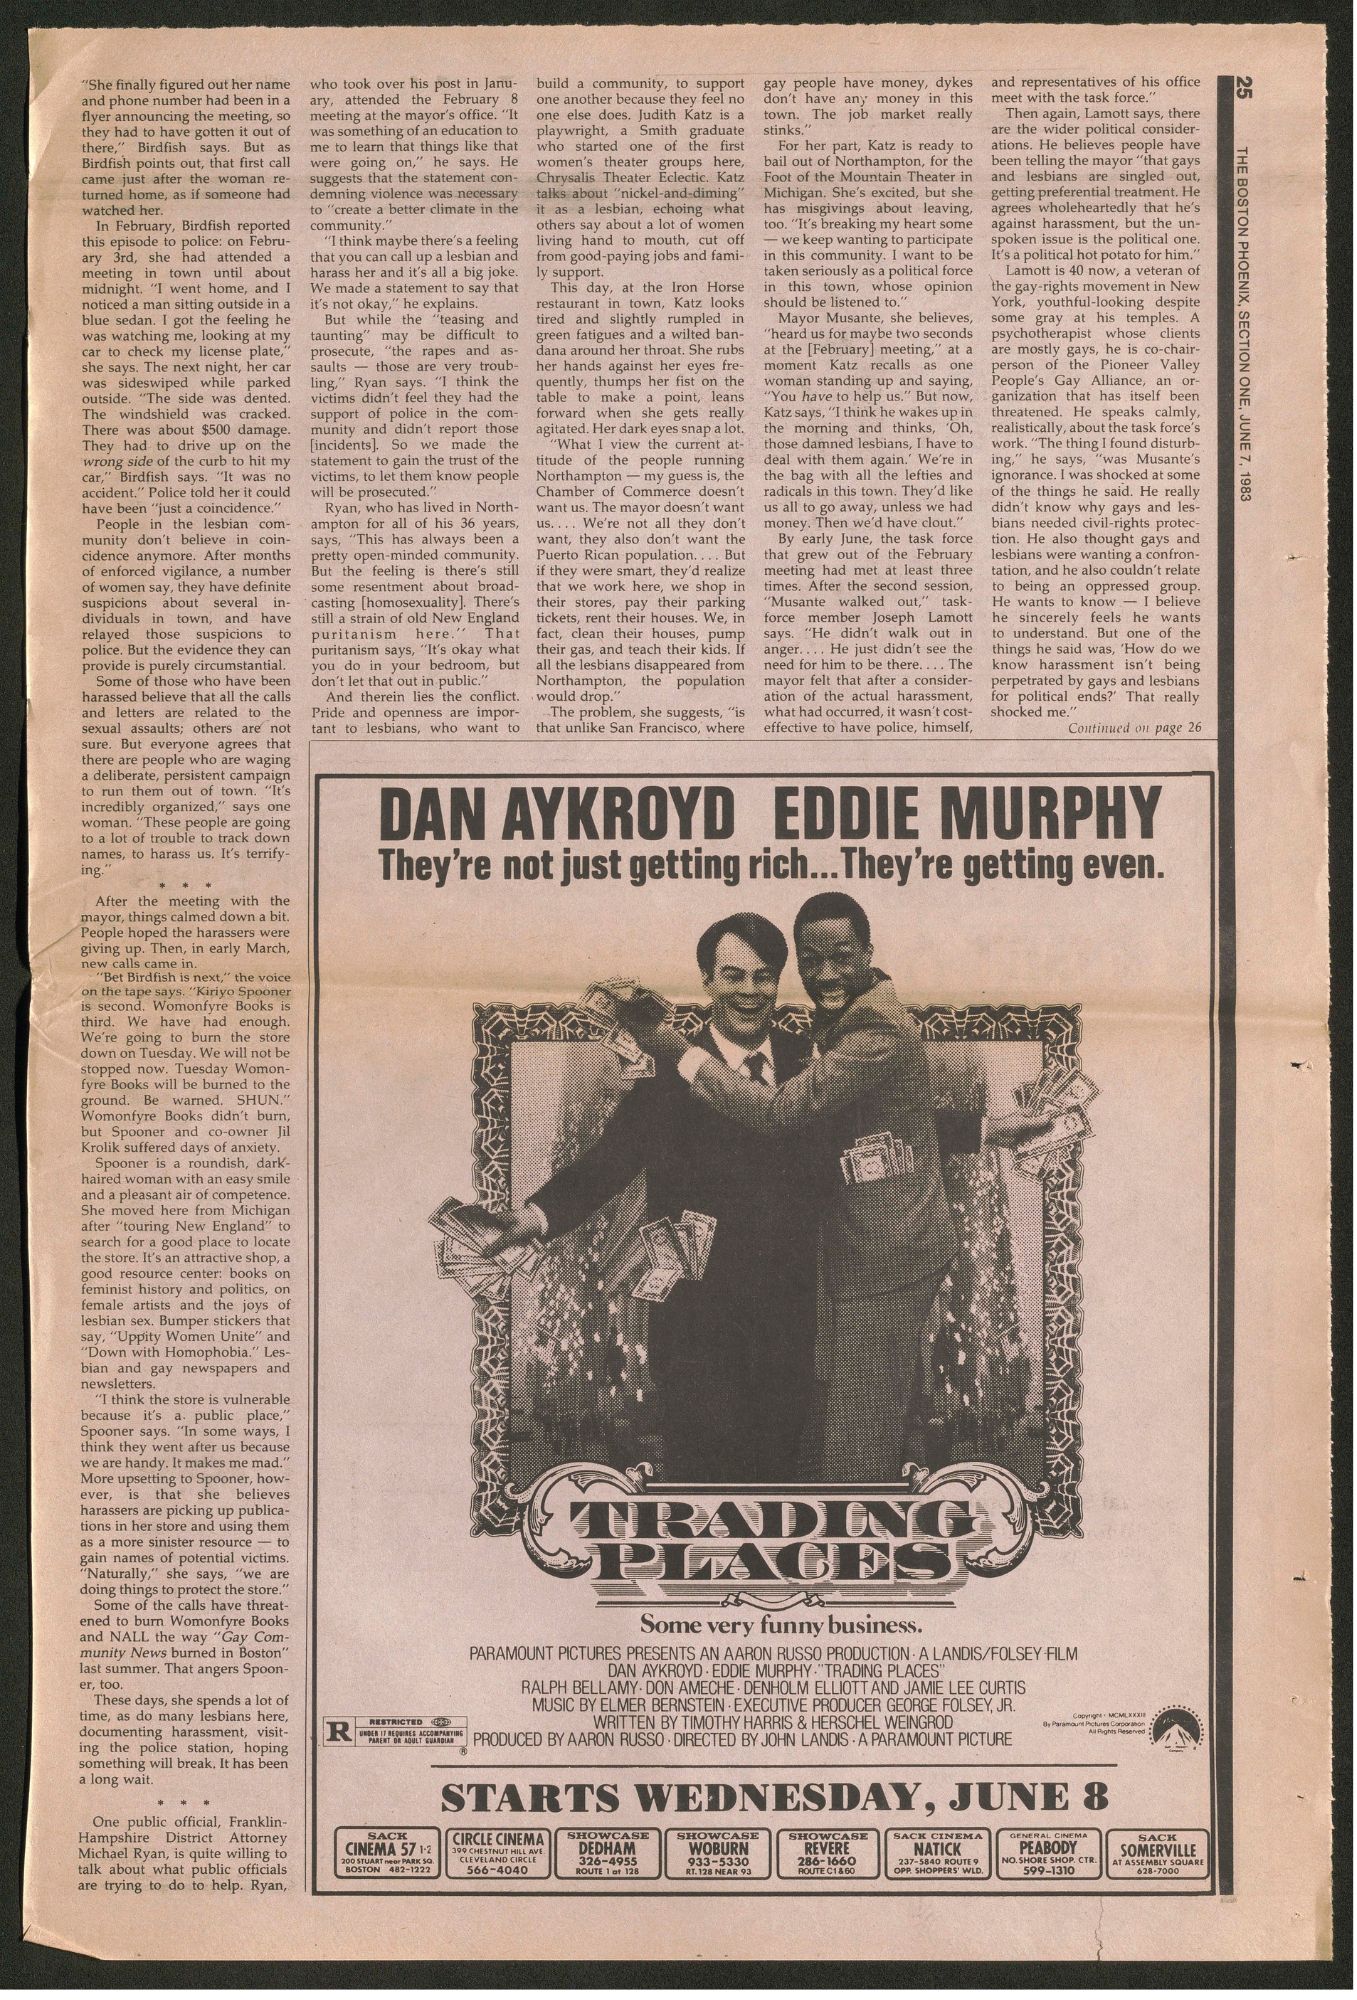 "She finally figured out her name
and phone number had been in a
flyer announcing the meeting, so
they had to have gotten it out of
there," Birdfish says. But as
Birdfish points out, that first call
came just after the woman re-
turned home, as if someone had
watched her.
In February, Birdfish reported
this episode to police: on Febru-
ary 3rd, she had attended a
meeting in town until about
midnight. "I went home, and I
noticed a man sitting outside in a
blue sedan. I got the feeling he
was watching me, looking at my
car to check my license plate,"
she says. The next night, her car
was sideswiped while parked
outside. "The side was dented.
The windshield was cracked.
There was about $500 damage.
They had to drive up on the
wrong side of the curb to hit my
car," Birdfish says. "It was no
accident." Police told her it could
have been "just a coincidence."
People in the lesbian com-
munity don't believe in coin-
cidence anymore. After months
of enforced vigilance, a number
of women say, they have definite
suspicions about several in-
dividuals in town, and have
relayed those suspicions to
police. But the evidence they can
provide is purely circumstantial.
Some of those who have been
harassed believe that all the calls
and letters are related to the
sexual assaults; others are not
sure. But everyone agrees that
there are people who are waging
a deliberate, persistent campaign
to run them out of town. "It's
incredibly organized," says one
woman. "These people are going
to a lot of trouble to track down
names, to harass us. It's terrify-
ing."
* * *
After the meeting with the
mayor, things calmed down a bit.
People hoped the harassers were
giving up. Then, in early March,
new calls came in.
"Bet Birdfish is next," the voice
on the tape says. "Kiriyo Spooner
is second. Womonfyre Books is
third. We have had enough.
We're going to burn the store
down on Tuesday. We will not be
stopped now. Tuesday Womon-
fyre Books will be burned to the
ground. Be warned. SHUN."
Womonfyre Books didn't burn,
but Spooner and co-owner Jil
Krolik suffered days of anxiety.
Spooner is a roundish, dark-
haired woman with an easy smile
and a pleasant air of competence.
She moved here from Michigan
after "touring New England" to
search for a good place to locate
the store. It's an attractive shop, a
good resource center: books on
feminist history and politics, on
female artists and the joys of
lesbian sex. Bumper stickers that
say, "Uppity Women Unite" and
"Down with Homophobia." Les-
bian and gay newspapers and
newsletters.
"I think the store is vulnerable
because it's a public place,"
Spooner says. "In some ways, I
think they went after us because
we are handy. It makes me mad."
More upsetting to Spooner, how-
ever, is that she believes
harassers are picking up publica-
tions in her store and using them
as a more sinister resource — to
gain names of potential victims.
"Naturally," she says, "we are
doing things to protect the store."
Some of the calls have threat-
ened to burn Womonfyre Books
and NALL the way "Gay Com-
munity News burned in Boston"
last summer. That angers Spoon-
er, too.
These days, she spends a lot of
time, as do many lesbians here,
documenting harassment, visit-
ing the police station, hoping
something will break. It has been
a long wait.
* * *
One public official, Franklin-
Hampshire District Attorney
Michael Ryan, is quite willing to
talk about what public officials
are trying to do to help. Ryan,
who took over his post in Janu-
ary, attended the February 8
meeting at the mayor's office. "It
was something of an education to
me to learn that things like that
were going on," he says. He
suggests that the statement con-
demning violence was necessary
to "create a better climate in the
community."
"I think maybe there's a feeling
that you can call up a lesbian and
harass her and it's all a big joke.
We made a statement to say that
it's not okay," he explains.
But while the "teasing and
taunting" may be difficult to
prosecute, "the rapes and as-
saults — those are very troub-
ling," Ryan says. "I think the
victims didn't feel they had the
support of police in the com-
munity and didn't report those
[incidents]. So we made the
statement to gain the trust of the
victims, to let them know people
will be prosecuted."
Ryan, who has lived in North-
ampton for all of his 36 years,
says, "This has always been a
pretty open-minded community.
But the feeling is there's still
some resentment about broad-
casting [homosexuality]. There's
still a strain of old New England
puritanism here." That
puritanism says, "It's okay what
you do in your bedroom, but
don't let that out in public."
And therein lies the conflict.
Pride and openness are impor-
tant to lesbians, who want to
build a community, to support
one another because they feel no
one else does. Judith Katz is a
playwright, a Smith graduate
who started one of the first
women's theater groups here,
Chrysalis Theater Eclectic. Katz
talks about "nickel-and-diming"
it as a lesbian, echoing what
others say about a lot of women
living hand to mouth, cut off
from good-paying jobs and fami-
ly support.
This day, at the Iron Horse
restaurant in town, Katz looks
tired and slightly rumpled in
green fatigues and a wilted ban-
dana around her throat. She rubs
her hands against her eyes fre-
quently, thumps her fist on the
table to make a point, leans
forward when she gets really
agitated. Her dark eyes snap a lot.
"What I view the current at-
titude of the people running
Northampton — my guess is, the
Chamber of Commerce doesn't
want us. The mayor doesn't want
us. . . . We're not all they don't
want, they also don't want the
Puerto Rican population. . . . But
if they were smart, they'd realize
that we work here, we shop in
their stores, pay their parking
tickets, rent their houses. We, in
fact, clean their houses, pump
their gas, and teach their kids. If
all the lesbians disappeared from
Northampton, the population
would drop."
The problem, she suggests, "is
that unlike San Francisco, where
gay people have money, dykes
don't have any money in this
town. The job market really
stinks."
For her part, Katz is ready to
bail out of Northampton, for the
Foot of the Mountain Theater in
Michigan. She's excited, but she
has misgivings about leaving,
too. "It's breaking my heart some
— we keep wanting to participate
in this community. I want to be
taken seriously as a political force
in this town, whose opinion
should be listened to."
Mayor Musante, she believes,
"heard us for maybe two seconds
at the [February] meeting," at a
moment Katz recalls as one
woman standing up and saying,
"You have to help us." But now,
Katz says, "I think he wakes up in
the morning and thinks, 'Oh,
those damned lesbians, I have to
deal with them again.' We're in
the bag with all the lefties and
radicals in this town. They'd like
us all to go away, unless we had
money. Then we'd have clout."
By early June, the task force
that grew out of the February
meeting had met at least three
times. After the second session,
"Musante walked out," task-
force member Joseph Lamott
says. "He didn't walk out in
anger. . . . He just didn't see the
need for him to be there. . . . The
mayor felt that after a consider-
ation of the actual harassment,
what had occurred, it wasn't cost-
effective to have police, himself,
and representatives of his office
meet with the task force."
Then again, Lamott says, there
are the wider political consider-
ations. He believes people have
been telling the mayor "that gays
and lesbians are singled out,
getting preferential treatment. He
agrees wholeheartedly that he's
against harassment, but the un-
spoken issue is the political one.
It's a political hot potato for him."
Lamott is 40 now, a veteran of
the gay-rights movement in New
York, youthful-looking despite
some gray at his temples. A
psychotherapist whose clients
are mostly gays, he is co-chair-
person of the Pioneer Valley
People's Gay Alliance, an or-
ganization that has itself been
threatened. He speaks calmly,
realistically, about the task force's
work. "The thing I found disturb-
ing," he says, "was Musante's
ignorance. I was shocked at some
of the things he said. He really
didn't know why gays and les-
bians needed civil-rights protec-
tion. He also thought gays and
lesbians were wanting a confron-
tation, and he also couldn't relate
to being an oppressed group.
He wants to know — I believe
he sincerely feels he wants
to understand. But one of the
things he said was, 'How do we
know harassment isn't being
perpetrated by gays and lesbians
for political ends?' That really
shocked me."
Continued on page 26
25
THE BOSTON PHOENIX, SECTION ONE, JUNE 7, 1983
DAN AYKROYD EDDIE MURPHY
They're not just getting rich...They're getting even.
TRADING
PLACES
Some very funny business.
PARAMOUNT PICTURES PRESENTS AN AARON RUSSO PRODUCTION · A LANDIS/FOLSEY FILM
DAN AYKROYD · EDDIE MURPHY · "TRADING PLACES"
RALPH BELLAMY · DON AMECHE · DENHOLM ELLIOTT AND JAMIE LEE CURTIS
MUSIC BY ELMER BERNSTEIN · EXECUTIVE PRODUCER GEORGE FOLSEY, JR.
WRITTEN BY TIMOTHY HARRIS & HERSCHEL WEINGROD
PRODUCED BY AARON RUSSO · DIRECTED BY JOHN LANDIS · A PARAMOUNT PICTURE
R RESTRICTED
UNDER 17 REQUIRES ACCOMPANYING
PARENT OR ADULT GUARDIAN
®
Copyright · MCMLXXXIII
By Paramount Pictures Corporation
All Rights Reserved
STARTS WEDNESDAY, JUNE 8
SACK
CINEMA 57 1-2
200 STUART near PARK SQ.
BOSTON 482-1222
CIRCLE CINEMA
399 CHESTNUT HILL AVE.
CLEVELAND CIRCLE
566-4040
SHOWCASE
DEDHAM
326-4955
ROUTE 1 at 128
SHOWCASE
WOBURN
933-5330
RT. 128 NEAR 93
SHOWCASE
REVERE
286-1660
ROUTE C1 & 60
SACK CINEMA
NATICK
237-5840 ROUTE 9
OPP. SHOPPERS' WLD.
GENERAL CINEMA
PEABODY
NO. SHORE SHOP. CTR.
599-1310
SACK
SOMERVILLE
AT ASSEMBLY SQUARE
628-7000